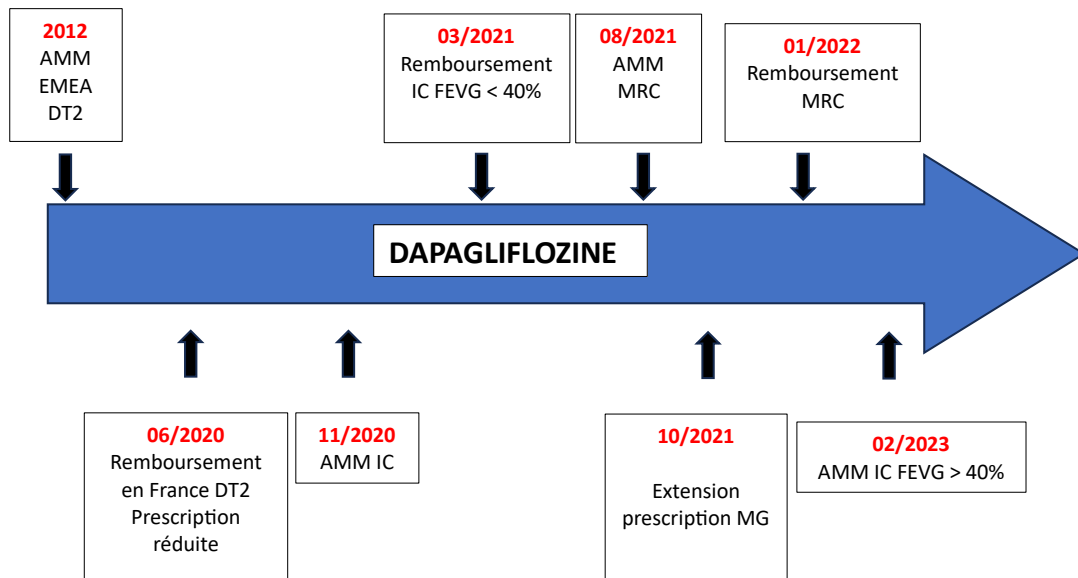 2012
AMM
EMEA
DT2
03/2021
Remboursement
IC FEVG < 40%
08/2021
AMM
MRC
01/2022
Remboursement
MRC
DAPAGLIFLOZINE
06/2020
Remboursement
en France DT2
Prescription
réduite
11/2020
AMM IC
10/2021
Extension
prescription MG
02/2023
AMM IC FEVG > 40%